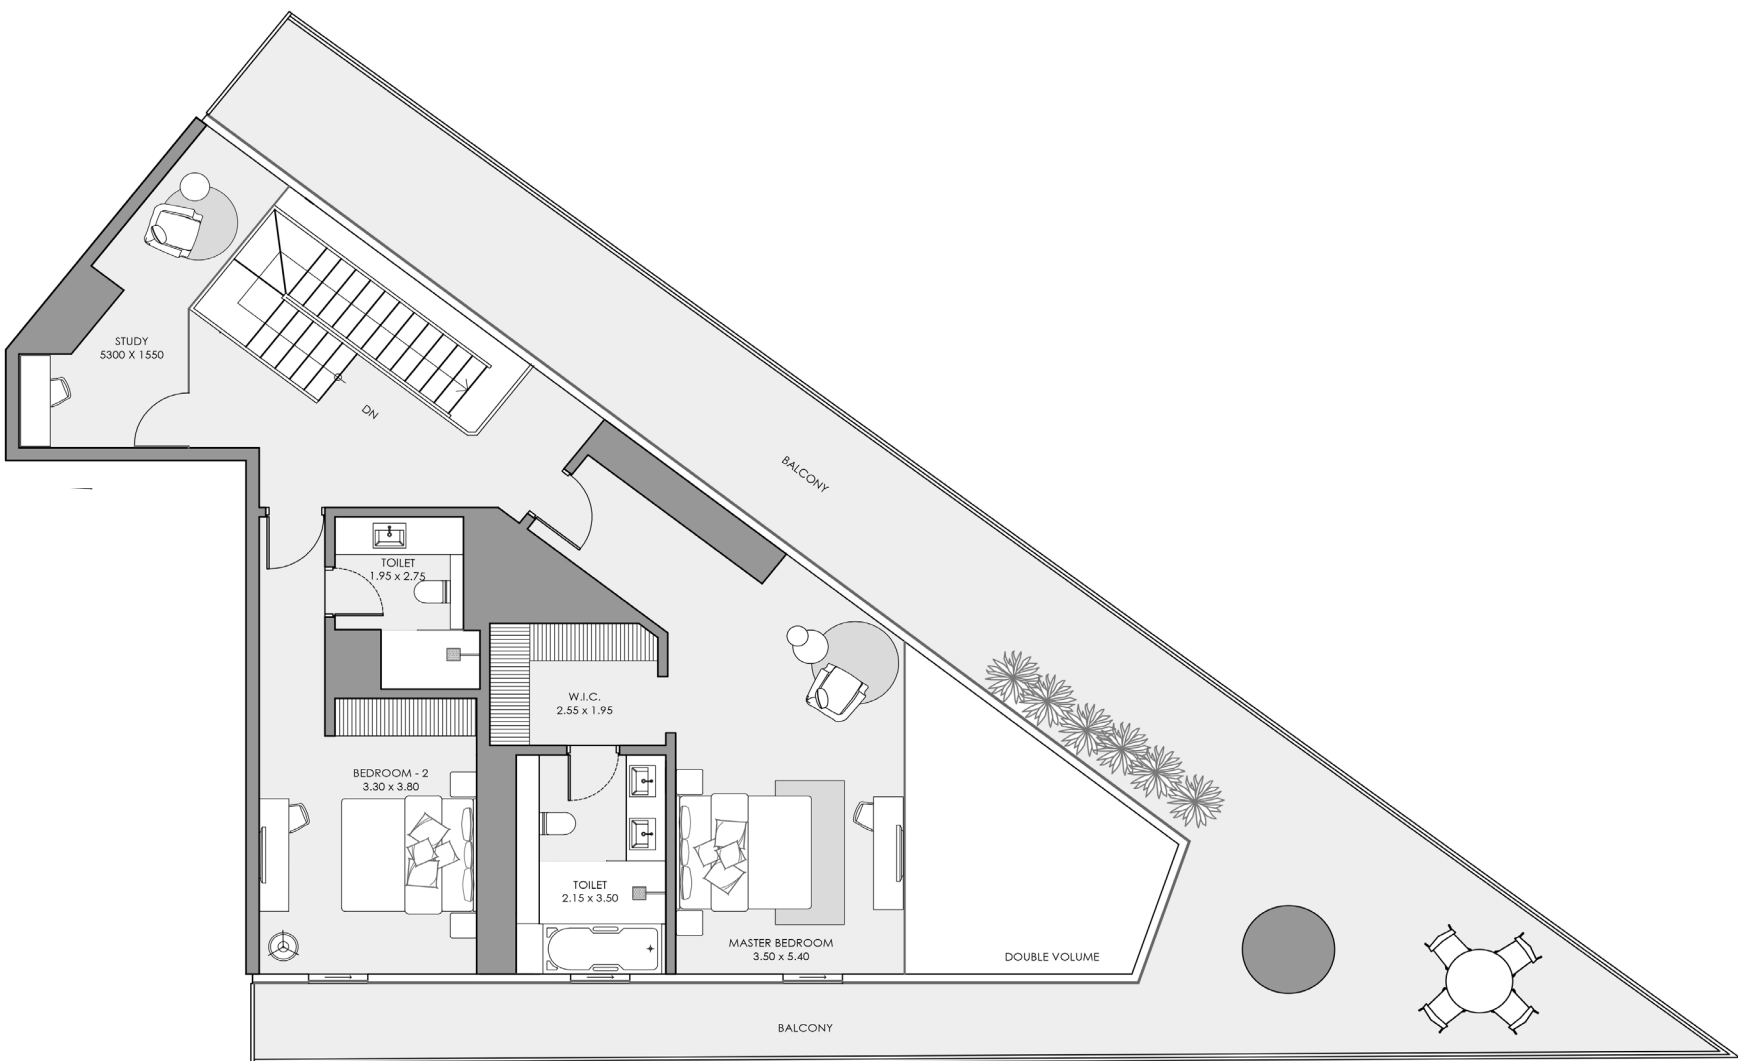 STUDY
5300 X 1550
DN
BALCONY
TOILET
1.95 x 2.75
W.I.C.
2.55 x 1.95
BEDROOM - 2
3.30 x 3.80
TOILET
2.15 x 3.50
MASTER BEDROOM
3.50 x 5.40
DOUBLE VOLUME
BALCONY